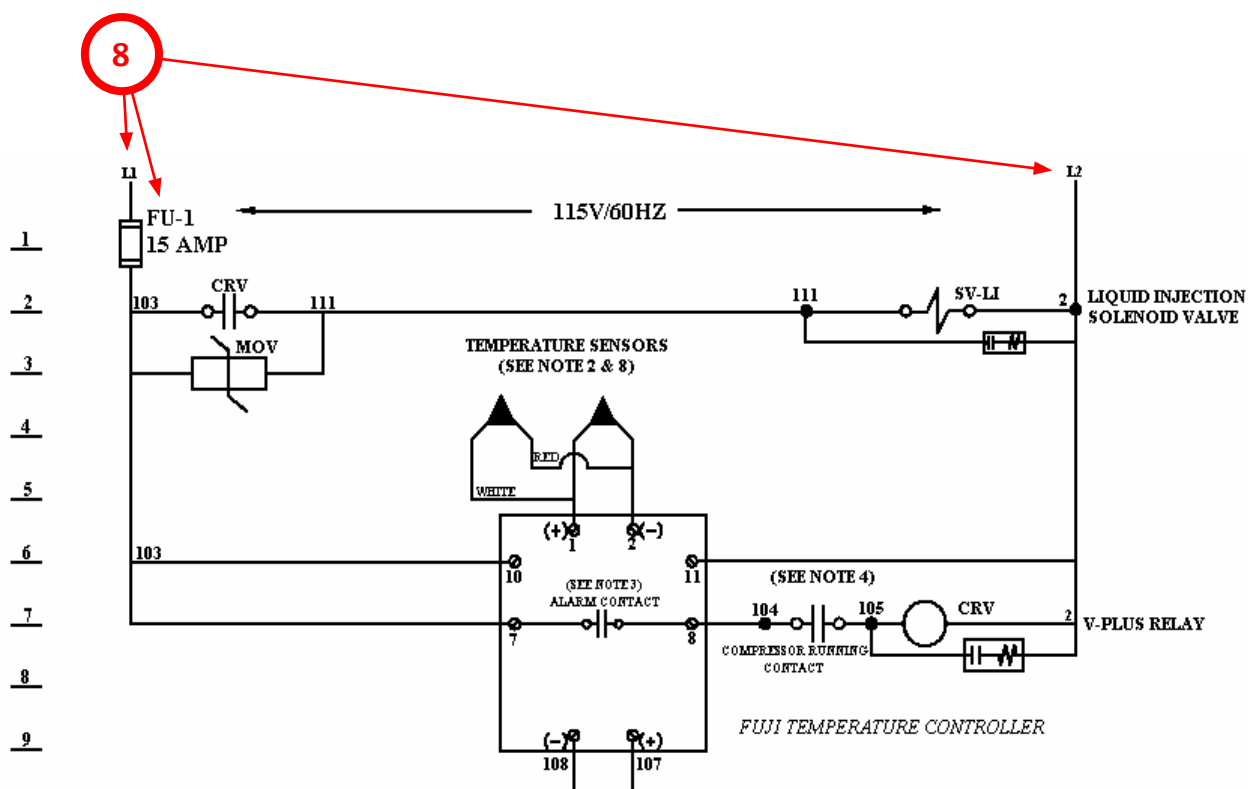 8
L1
L2
FU-1
15 AMP
115V/60HZ
1
CRV
2
103
111
111
SV-LI
2
LIQUID INJECTION
SOLENOID VALVE
MOV
TEMPERATURE SENSORS
(SEE NOTE 2 & 8)
3
4
RED
WHITE
5
(+)
(-)
1
2
6
103
10
11
(SEE NOTE 4)
(SEE NOTE 3)
ALARM CONTACT
7
7
8
104
105
CRV
2
V-PLUS RELAY
COMPRESSOR RUNNING
CONTACT
8
FUJI TEMPERATURE CONTROLLER
9
(-)
(+)
108
107